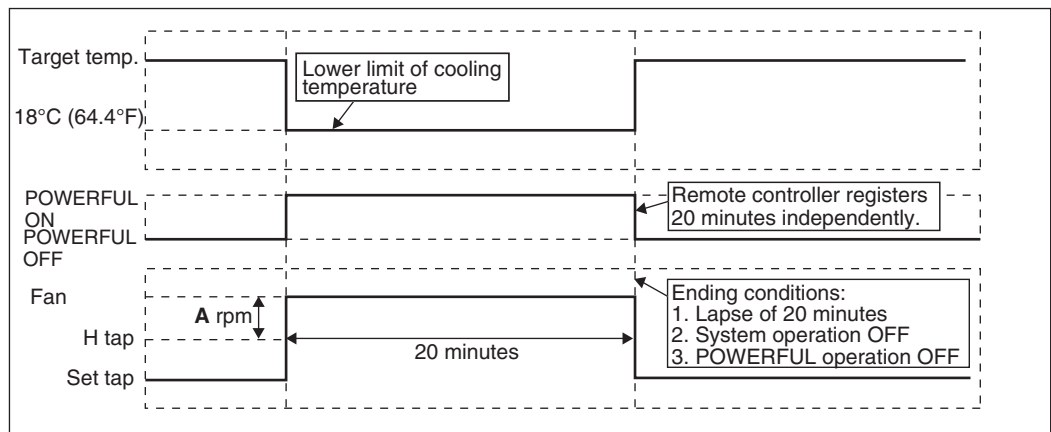 Target temp.
Lower limit of cooling
temperature
18°C (64.4°F)
POWERFUL
ON
POWERFUL
OFF
Remote controller registers
20 minutes independently.
Fan
A rpm
H tap
20 minutes
Set tap
Ending conditions:
1. Lapse of 20 minutes
2. System operation OFF
3. POWERFUL operation OFF